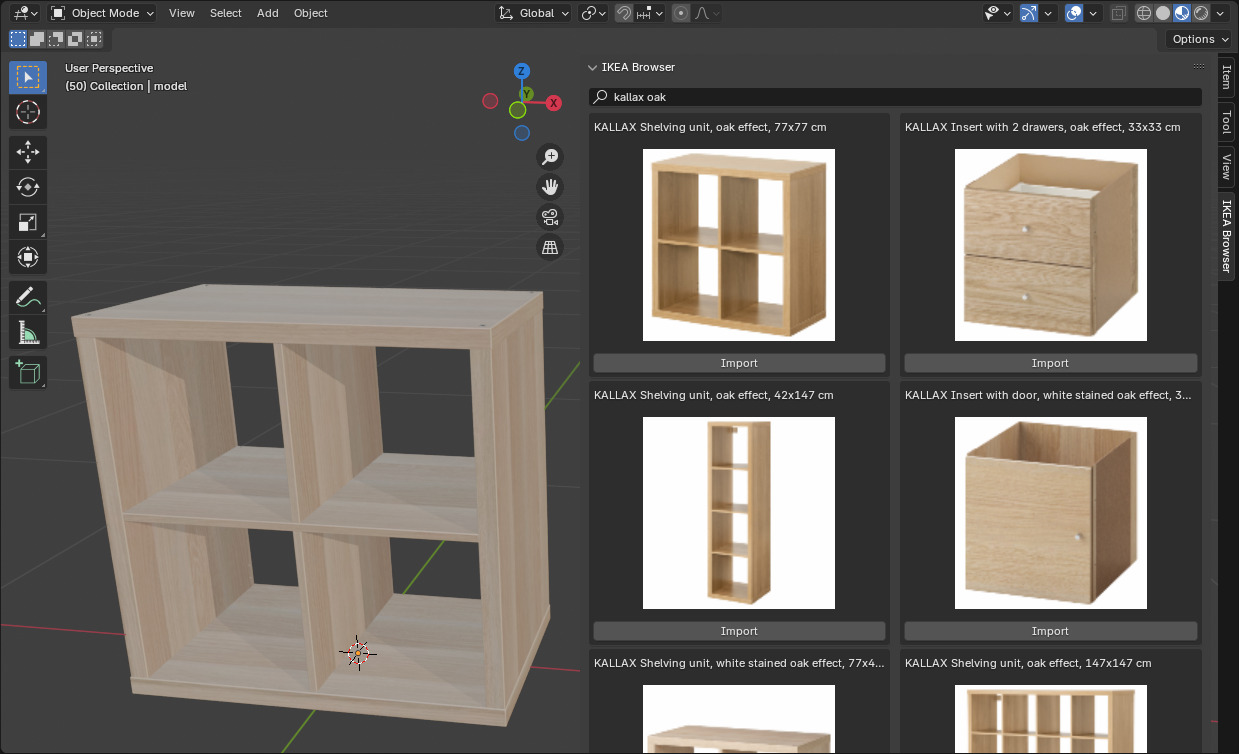 Object Mode View Select Add Object Global
Options
User Perspective
(50) Collection | model
Z
Y
X
IKEA Browser
kallax oak
KALLAX Shelving unit, oak effect, 77x77 cm
KALLAX Insert with 2 drawers, oak effect, 33x33 cm
Import
Import
KALLAX Shelving unit, oak effect, 42x147 cm
KALLAX Insert with door, white stained oak effect, 3...
Import
Import
KALLAX Shelving unit, white stained oak effect, 77x4...
KALLAX Shelving unit, oak effect, 147x147 cm
Item
Tool
View
IKEA Browser